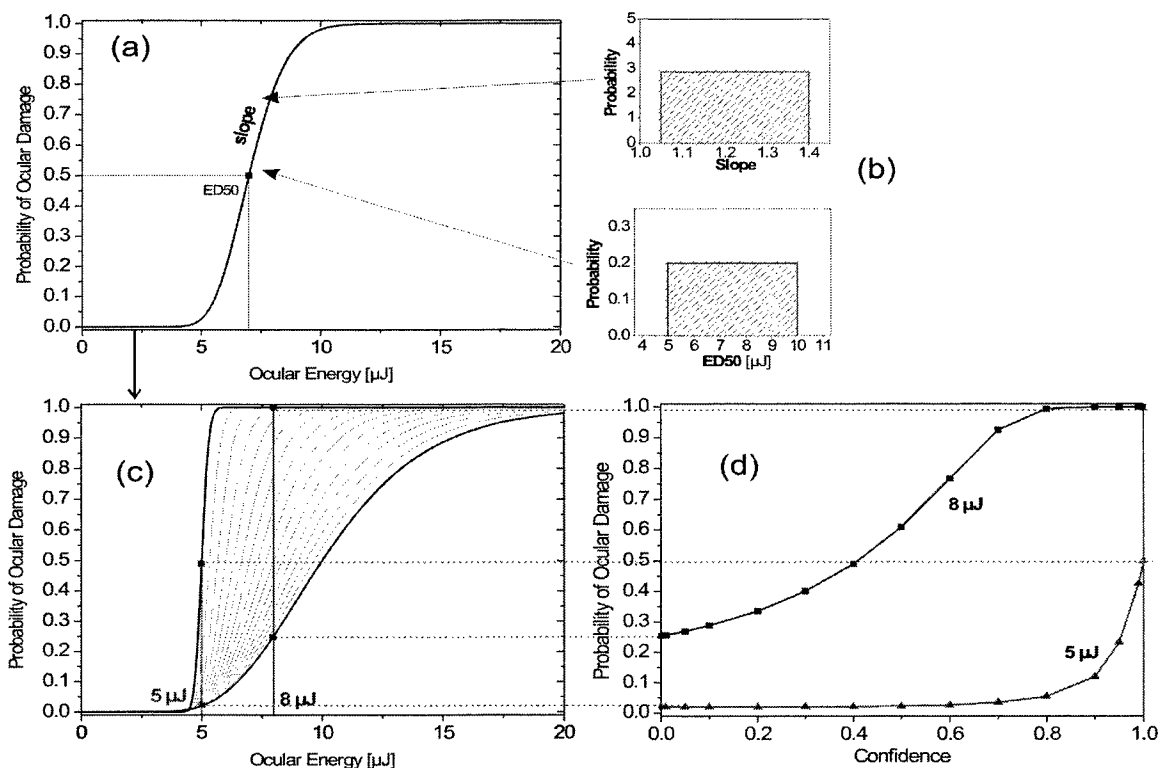 (a)
Probability of Ocular Damage
1.0
0.9
0.8
0.7
0.6
0.5
0.4
0.3
0.2
0.1
0.0
slope
ED50
0 5 10 15 20
Ocular Energy [µJ]
Probability
5
4
3
2
1
0
1.0 1.1 1.2 1.3 1.4
Slope
(b)
Probability
0.3
0.2
0.1
0.0
4 5 6 7 8 9 10 11
ED50 [µJ]
(c)
Probability of Ocular Damage
1.0
0.9
0.8
0.7
0.6
0.5
0.4
0.3
0.2
0.1
0.0
5 µJ
8 µJ
0 5 10 15 20
Ocular Energy [µJ]
(d)
Probability of Ocular Damage
1.0
0.9
0.8
0.7
0.6
0.5
0.4
0.3
0.2
0.1
0.0
8 µJ
5 µJ
0.0 0.2 0.4 0.6 0.8 1.0
Confidence